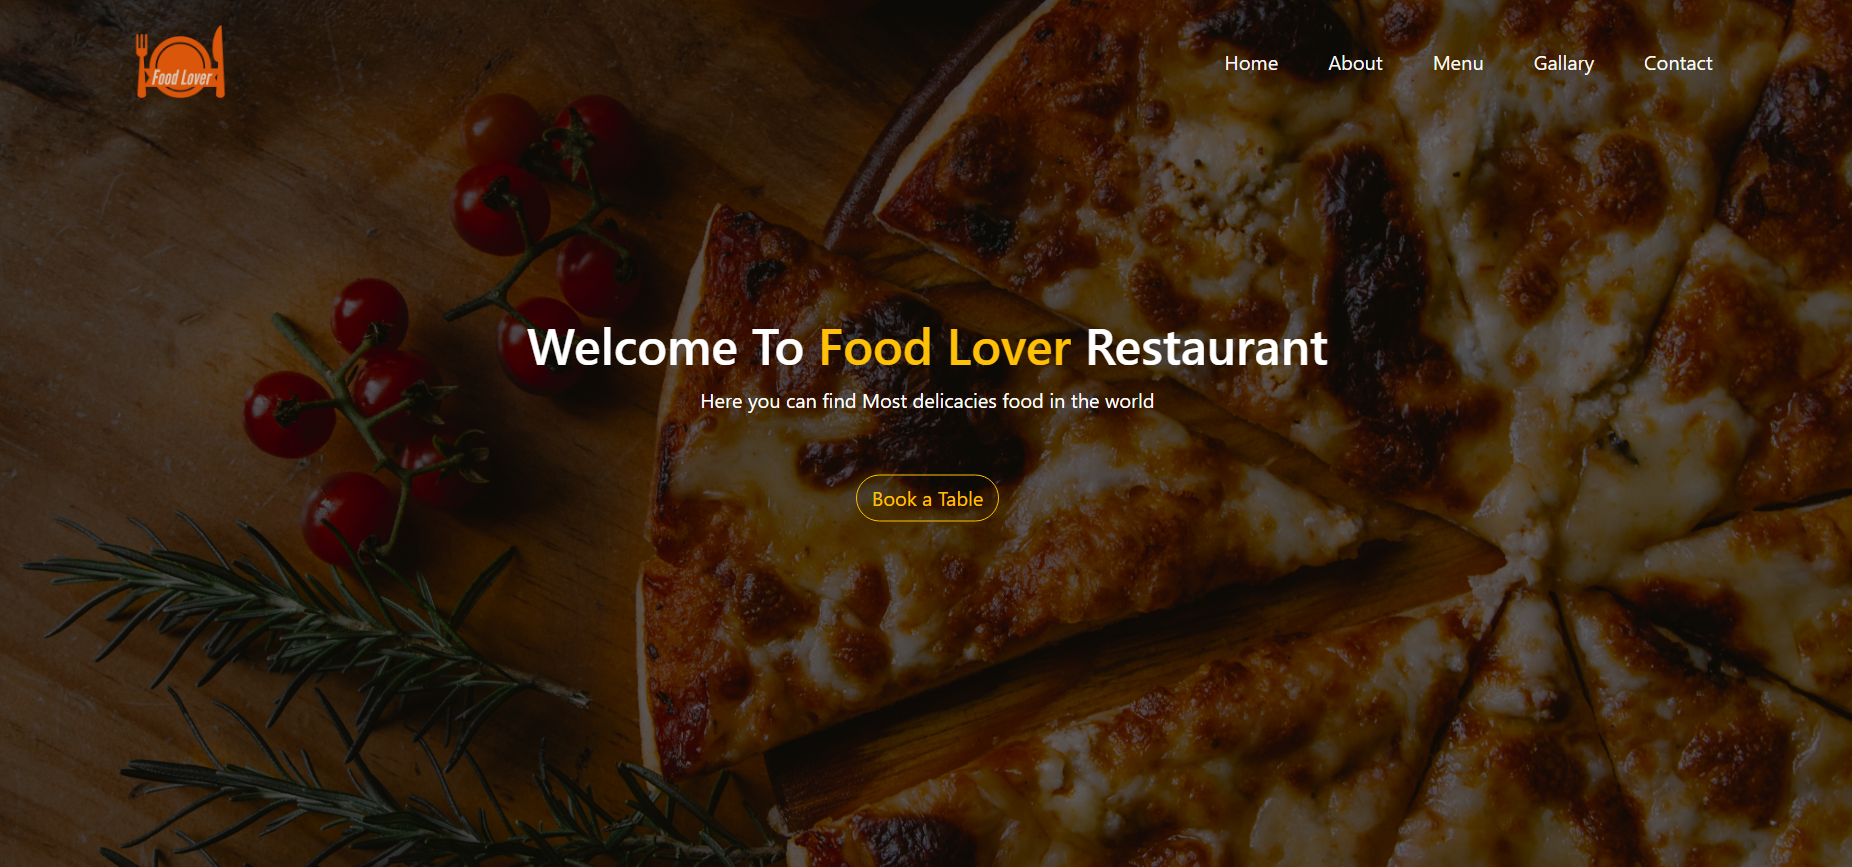 Food Lover
Home About Menu Gallary Contact
Welcome To Food Lover Restaurant
Here you can find Most delicacies food in the world
Book a Table